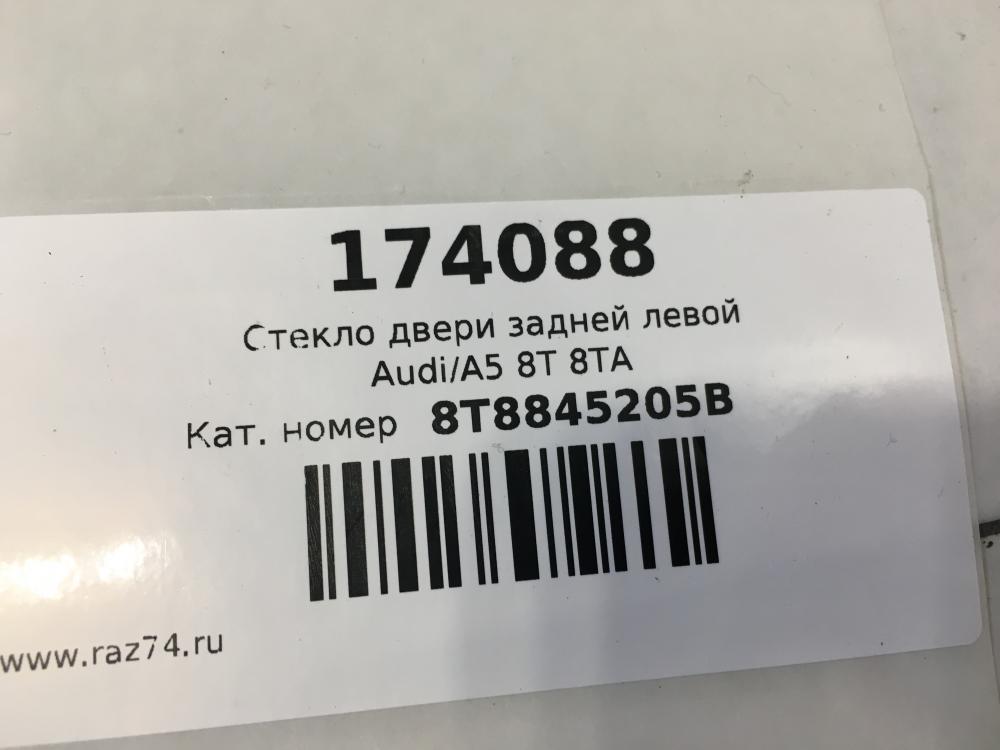 174088
Стекло двери задней левой
Audi/A5 8T 8TA
Кат. номер 8T8845205B
www.raz74.ru